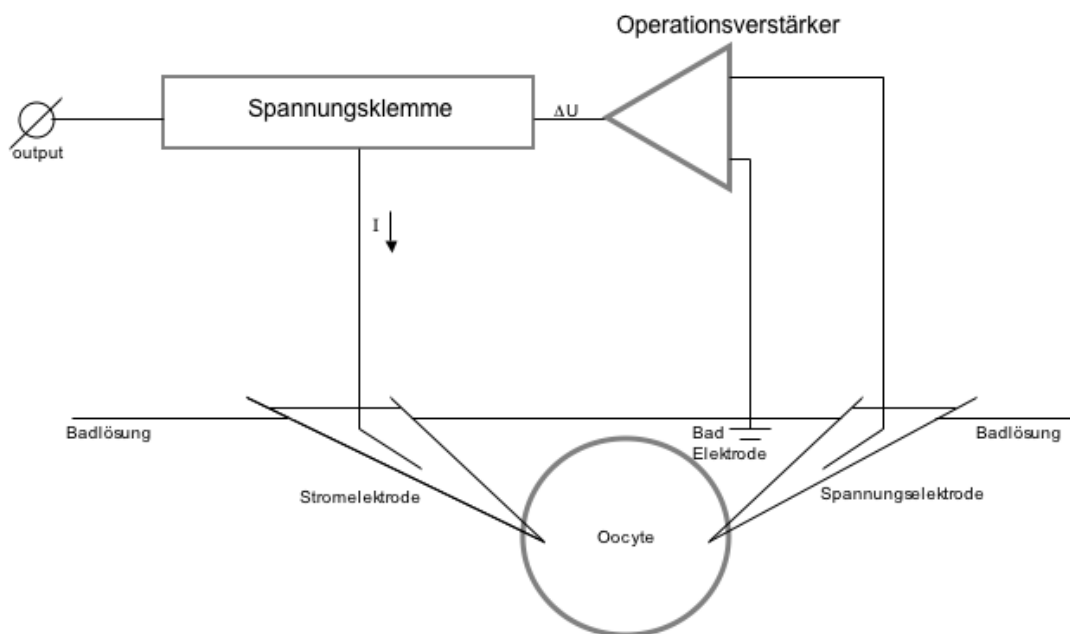 Operationsverstärker
Spannungsklemme
ΔU
output
I
Badlösung
Bad
Elektrode
Badlösung
Stromelektrode
Spannungselektrode
Oocyte